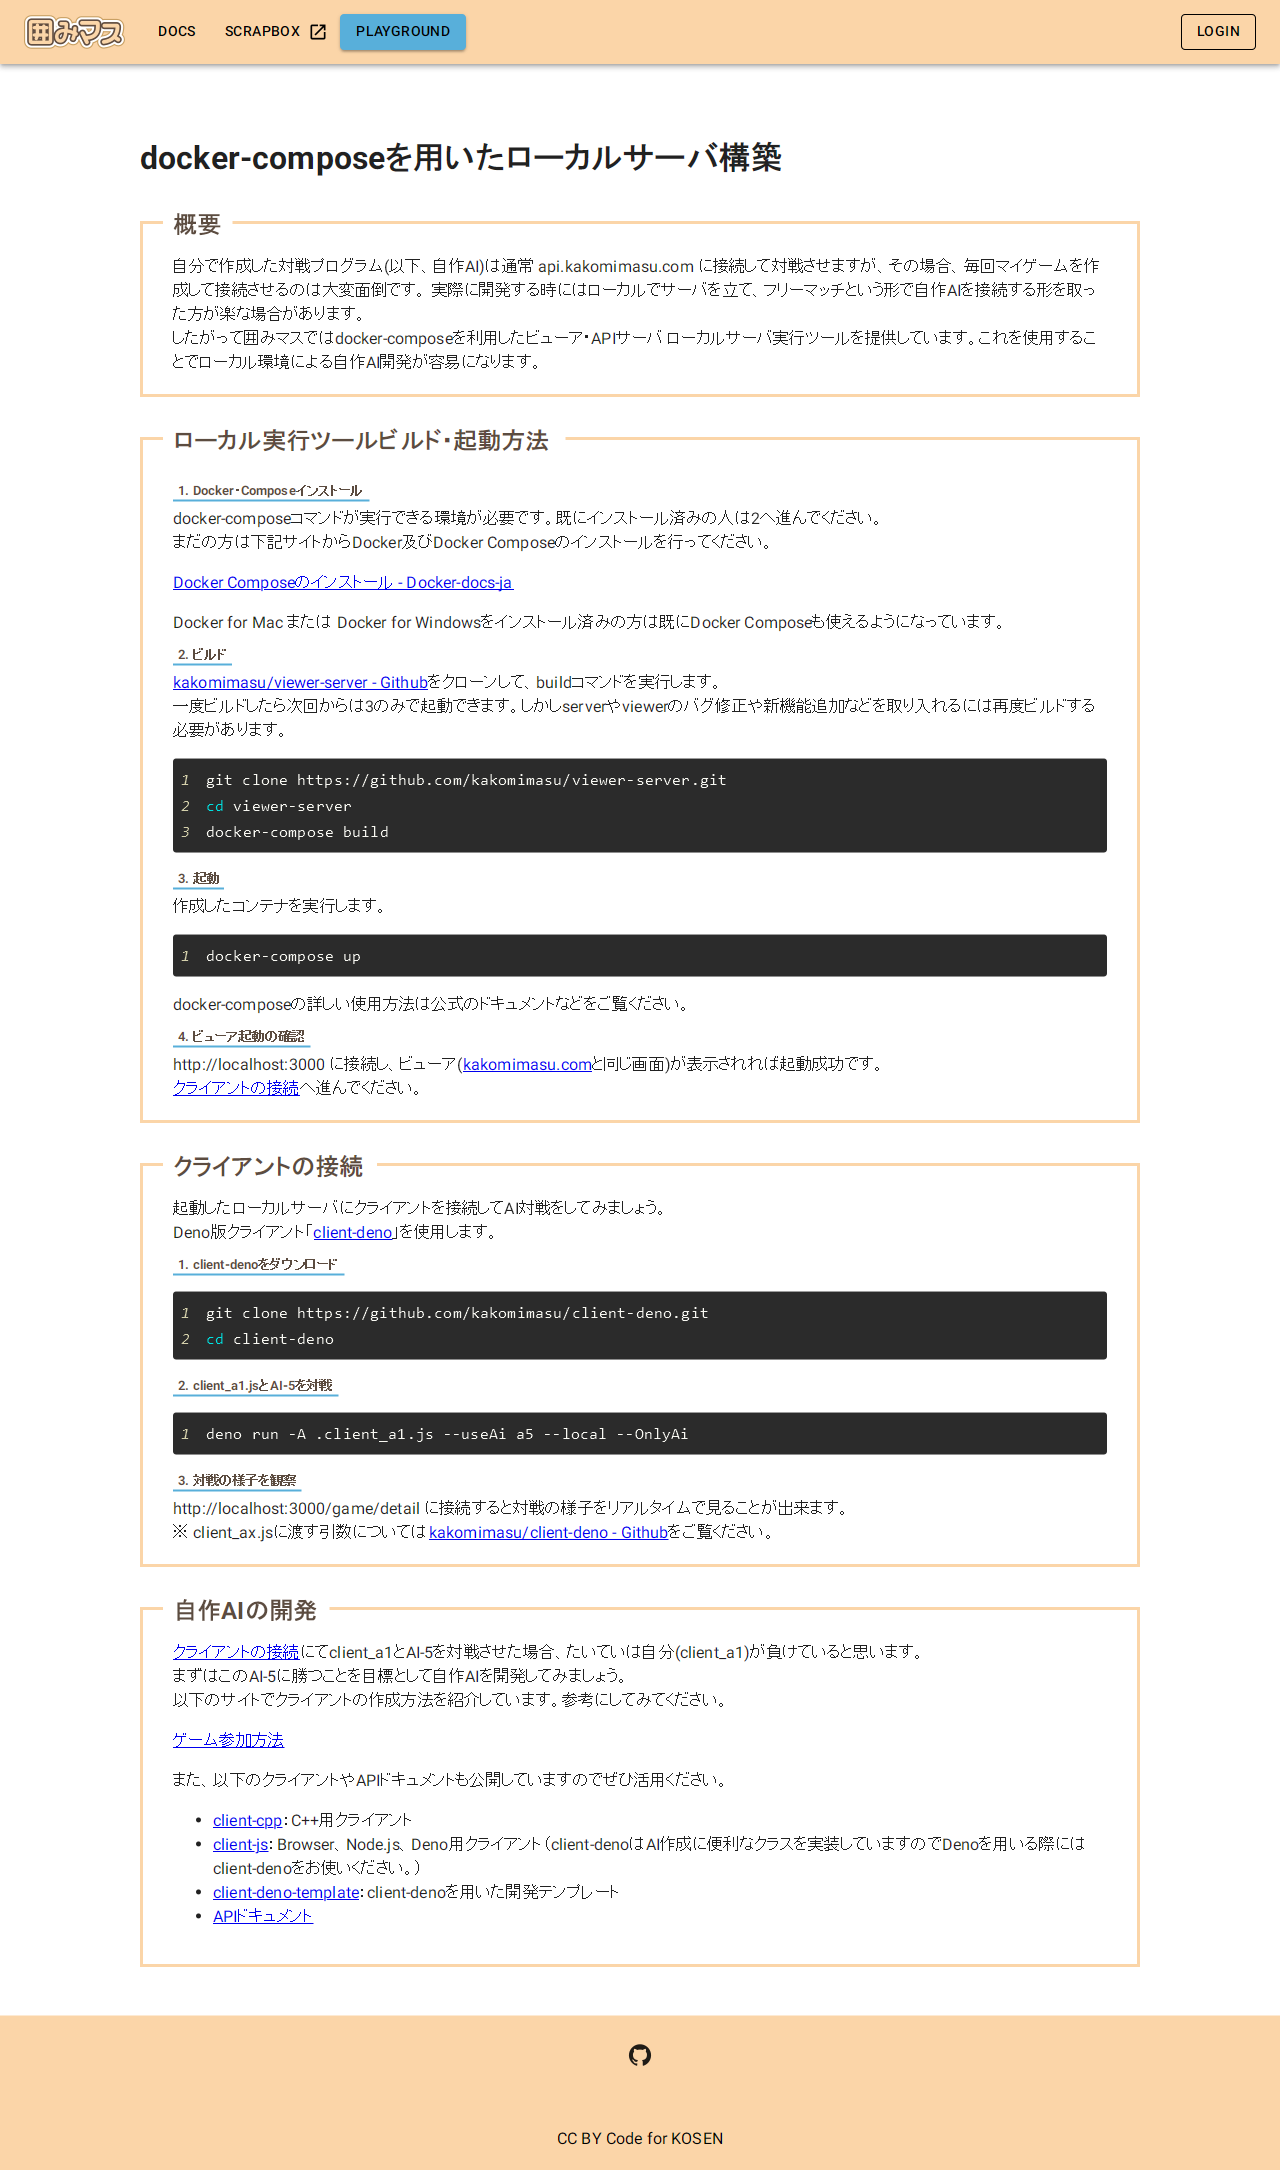 囲みマス DOCS SCRAPBOX PLAYGROUND LOGIN
docker-composeを用いたローカルサーバ構築
概要
自分で作成した対戦プログラム(以下、自作AI)は通常 api.kakomimasu.com に接続して対戦させますが、その場合、毎回マイゲームを作
成して接続させるのは大変面倒です。 実際に開発する時にはローカルでサーバを立て、フリーマッチという形で自作AIを接続する形を取っ
た方が楽な場合があります。
したがって囲みマスではdocker-composeを利用したビューア・APIサーバ ローカルサーバ実行ツールを提供しています。これを使用するこ
とでローカル環境による自作AI開発が容易になります。
ローカル実行ツールビルド・起動方法
1. Docker・Composeインストール
docker-composeコマンドが実行できる環境が必要です。既にインストール済みの人は2へ進んでください。
まだの方は下記サイトからDocker及びDocker Composeのインストールを行ってください。
Docker Composeのインストール - Docker-docs-ja
Docker for Mac または Docker for Windowsをインストール済みの方は既にDocker Composeも使えるようになっています。
2. ビルド
kakomimasu/viewer-server - Githubをクローンして、buildコマンドを実行します。
一度ビルドしたら次回からは3のみで起動できます。しかしserverやviewerのバグ修正や新機能追加などを取り入れるには再度ビルドする
必要があります。
1 git clone https://github.com/kakomimasu/viewer-server.git
2 cd viewer-server
3 docker-compose build
3. 起動
作成したコンテナを実行します。
1 docker-compose up
docker-composeの詳しい使用方法は公式のドキュメントなどをご覧ください。
4. ビューア起動の確認
http://localhost:3000 に接続し、ビューア(kakomimasu.comと同じ画面)が表示されれば起動成功です。
クライアントの接続へ進んでください。
クライアントの接続
起動したローカルサーバにクライアントを接続してAI対戦をしてみましょう。
Deno版クライアント「client-deno」を使用します。
1. client-denoをダウンロード
1 git clone https://github.com/kakomimasu/client-deno.git
2 cd client-deno
2. client_a1.jsとAI-5を対戦
1 deno run -A .client_a1.js --useAi a5 --local --OnlyAi
3. 対戦の様子を観察
http://localhost:3000/game/detail に接続すると対戦の様子をリアルタイムで見ることが出来ます。
※ client_ax.jsに渡す引数についてはkakomimasu/client-deno - Githubをご覧ください。
自作AIの開発
クライアントの接続にてclient_a1とAI-5を対戦させた場合、たいていは自分(client_a1)が負けていると思います。
まずはこのAI-5に勝つことを目標として自作AIを開発してみましょう。
以下のサイトでクライアントの作成方法を紹介しています。参考にしてみてください。
ゲーム参加方法
また、以下のクライアントやAPIドキュメントも公開していますのでぜひ活用ください。
• client-cpp：C++用クライアント
• client-js：Browser、Node.js、Deno用クライアント（client-denoはAI作成に便利なクラスを実装していますのでDenoを用いる際には
client-denoをお使いください。）
• client-deno-template：client-denoを用いた開発テンプレート
• APIドキュメント
CC BY Code for KOSEN